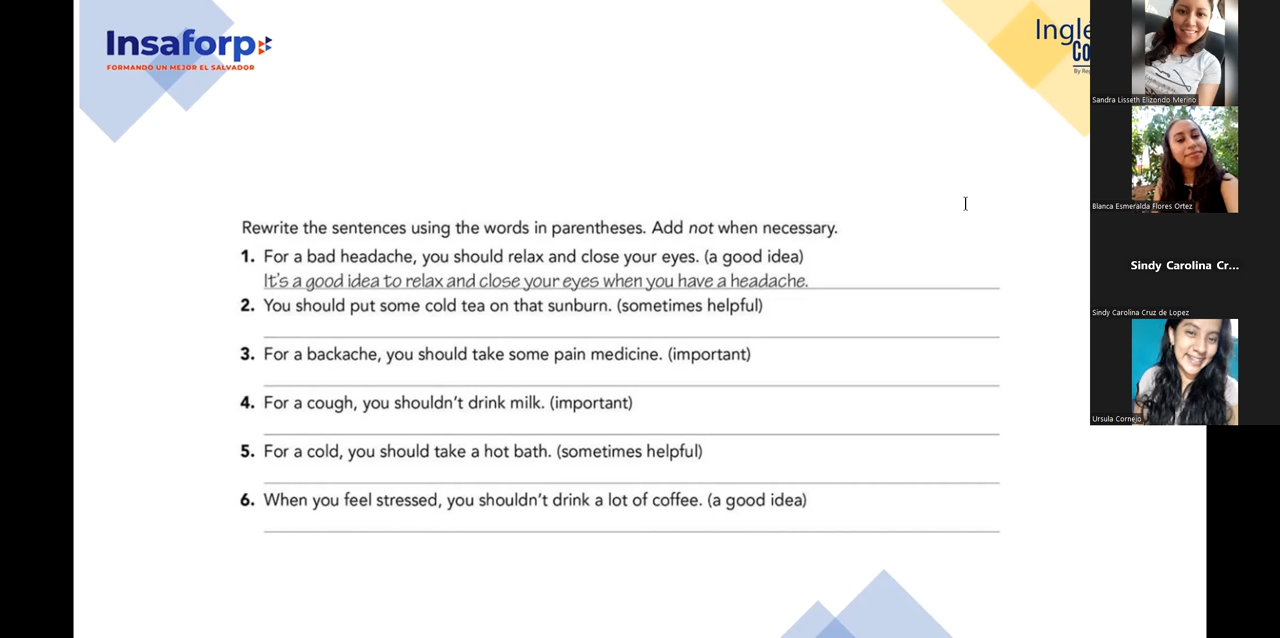 Insaforp
FORMANDO UN MEJOR EL SALVADOR
Inglé
By
Rewrite the sentences using the words in parentheses. Add not when necessary.
1. For a bad headache, you should relax and close your eyes. (a good idea)
It's a good idea to relax and close your eyes when you have a headache.
2. You should put some cold tea on that sunburn. (sometimes helpful)
3. For a backache, you should take some pain medicine. (important)
4. For a cough, you shouldn't drink milk. (important)
5. For a cold, you should take a hot bath. (sometimes helpful)
6. When you feel stressed, you shouldn't drink a lot of coffee. (a good idea)
Sandra Lisseth Elizondo Merino
Blanca Esmeralda Flores Ortez
Sindy Carolina Cr...
Sindy Carolina Cruz de Lopez
Ursula Cornejo